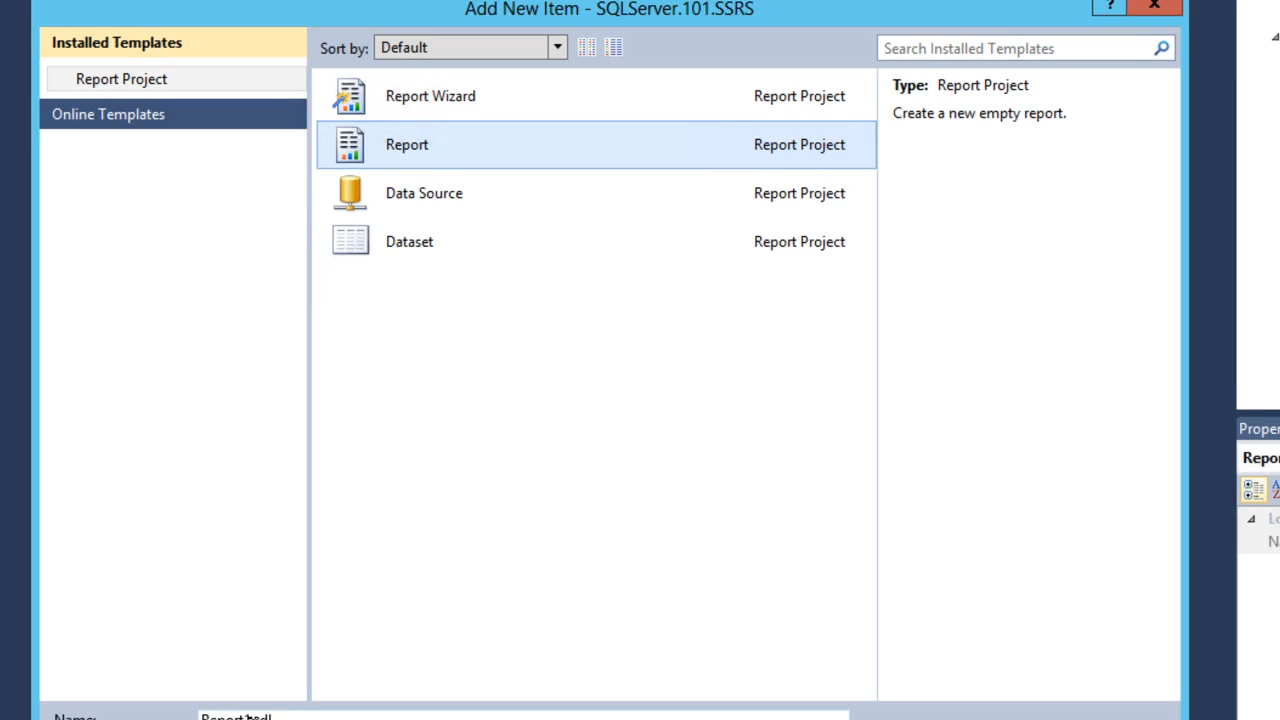 Add New Item - SQLServer.101.SSRS
?
x
Installed Templates
Sort by: Default
Search Installed Templates
Report Project
Online Templates
Report Wizard Report Project
Report Report Project
Data Source Report Project
Dataset Report Project
Type: Report Project
Create a new empty report.
Proper
Repor
Name: